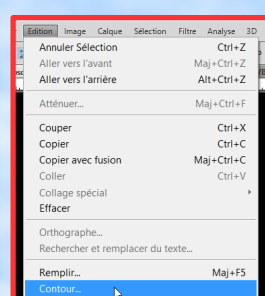 Edition Image Calque Sélection Filtre Analyse 3D
Annuler Sélection Ctrl+Z
Aller vers l'avant Maj+Ctrl+Z
Aller vers l'arrière Alt+Ctrl+Z
Atténuer... Maj+Ctrl+F
Couper Ctrl+X
Copier Ctrl+C
Copier avec fusion Maj+Ctrl+C
Coller Ctrl+V
Collage spécial
Effacer
Orthographe...
Rechercher et remplacer du texte...
Remplir... Maj+F5
Contour...